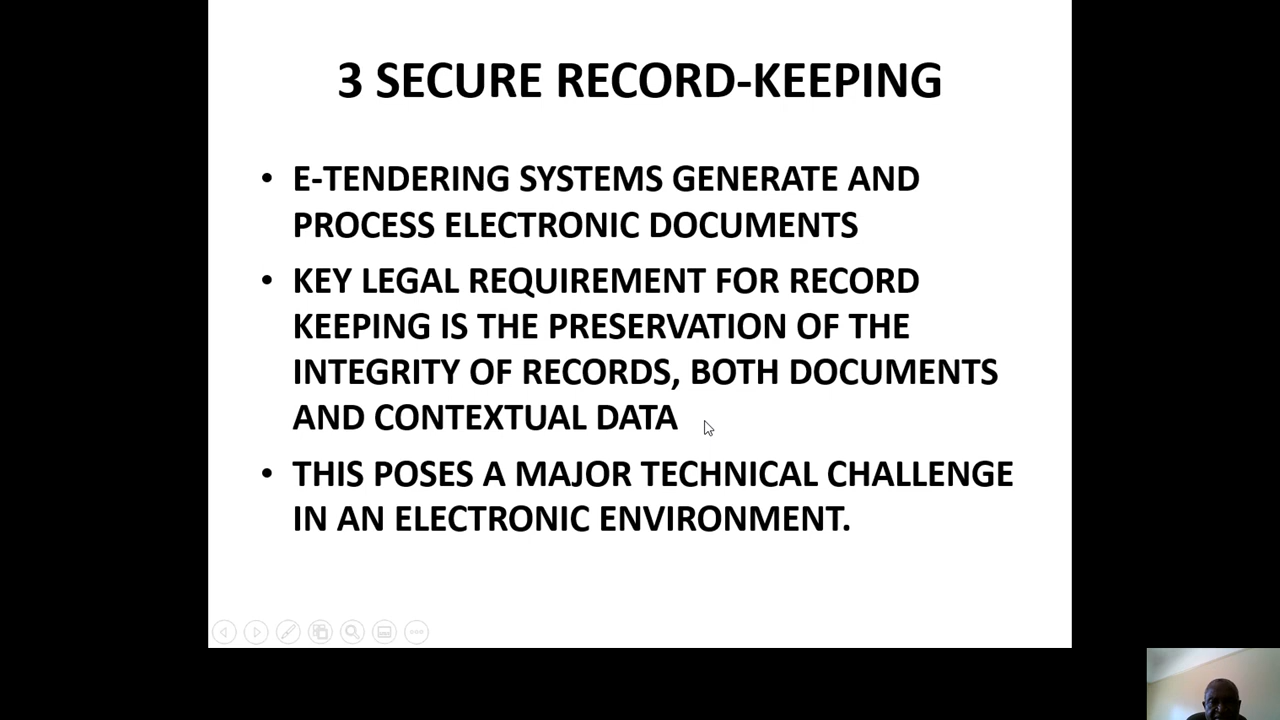 3 SECURE RECORD-KEEPING
• E-TENDERING SYSTEMS GENERATE AND
PROCESS ELECTRONIC DOCUMENTS
• KEY LEGAL REQUIREMENT FOR RECORD
KEEPING IS THE PRESERVATION OF THE
INTEGRITY OF RECORDS, BOTH DOCUMENTS
AND CONTEXTUAL DATA
• THIS POSES A MAJOR TECHNICAL CHALLENGE
IN AN ELECTRONIC ENVIRONMENT.